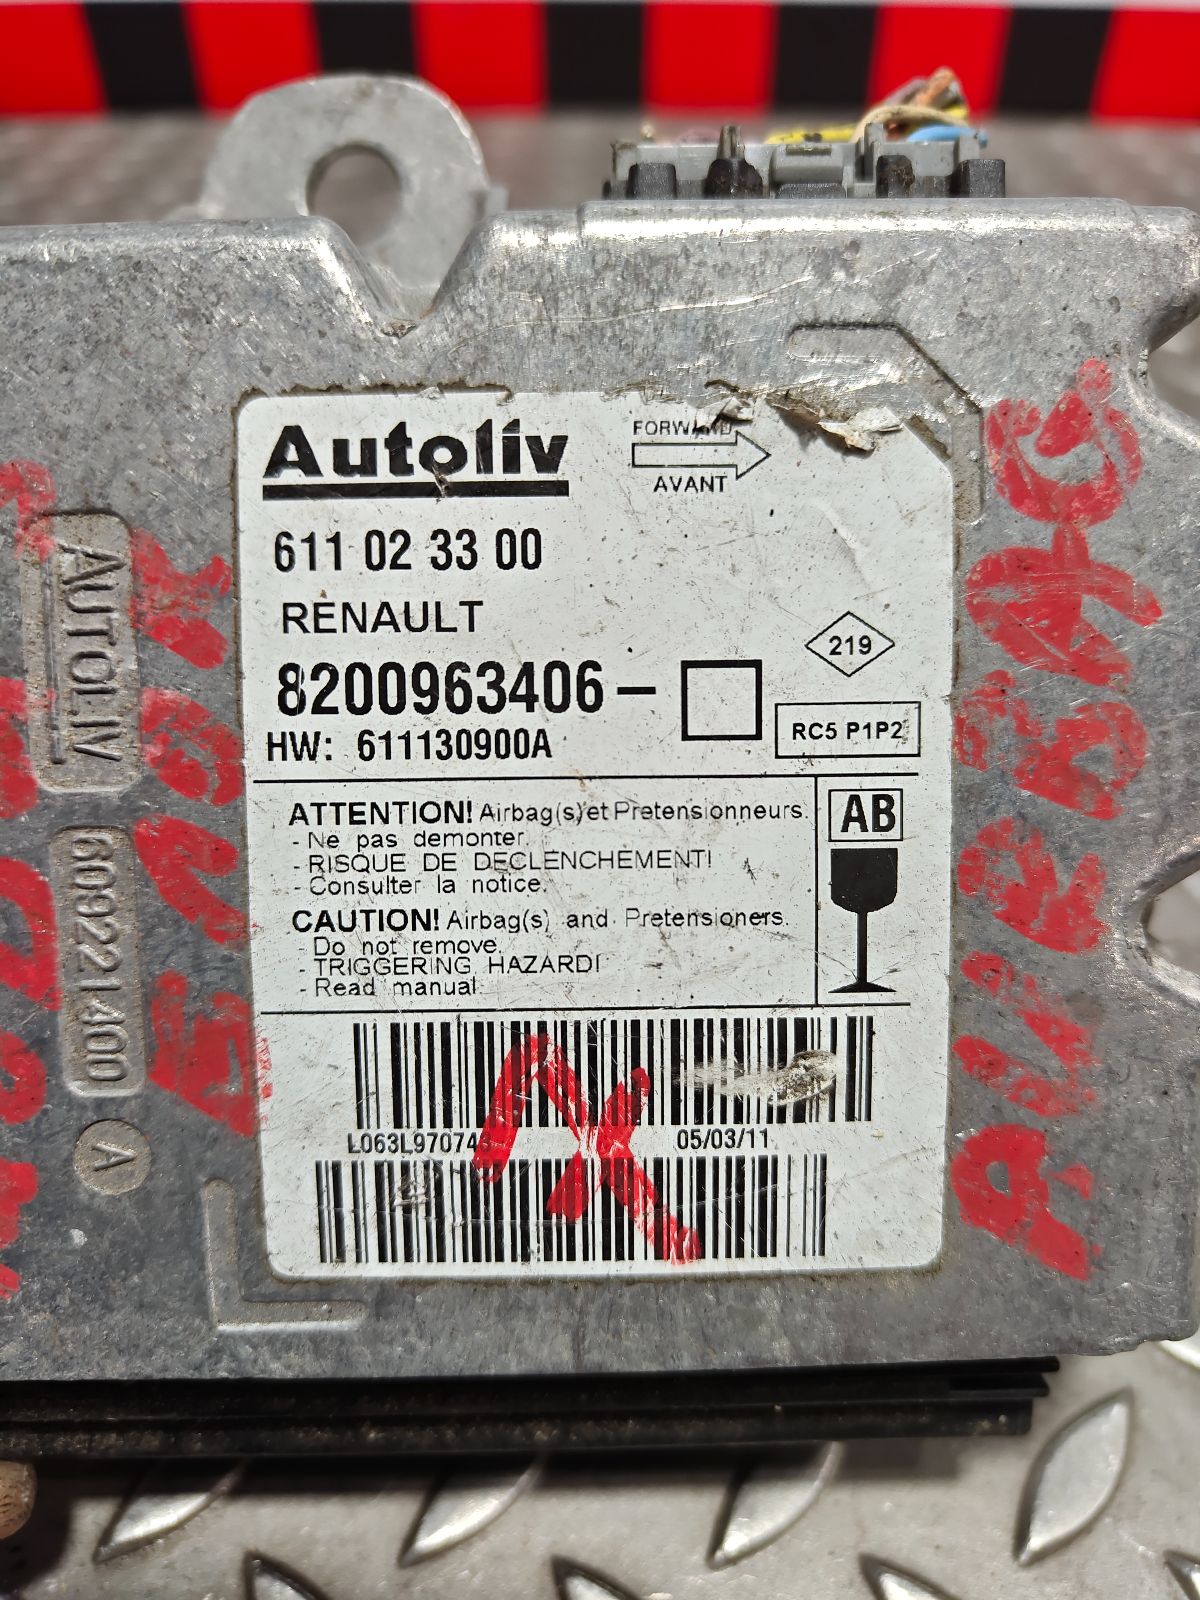 Autoliv
FORWARD
AVANT
611 02 33 00
RENAULT
219
8200963406 –
RC5 P1P2
HW: 611130900A
ATTENTION! Airbag(s) et Pretensionneurs.
- Ne pas demonter.
- RISQUE DE DECLENCHEMENT!
- Consulter la notice.
AB
CAUTION! Airbag(s) and Pretensioners.
- Do not remove.
- TRIGGERING HAZARD!
- Read manual
L063L97074
05/03/11
AUTOLIV
609221400
A